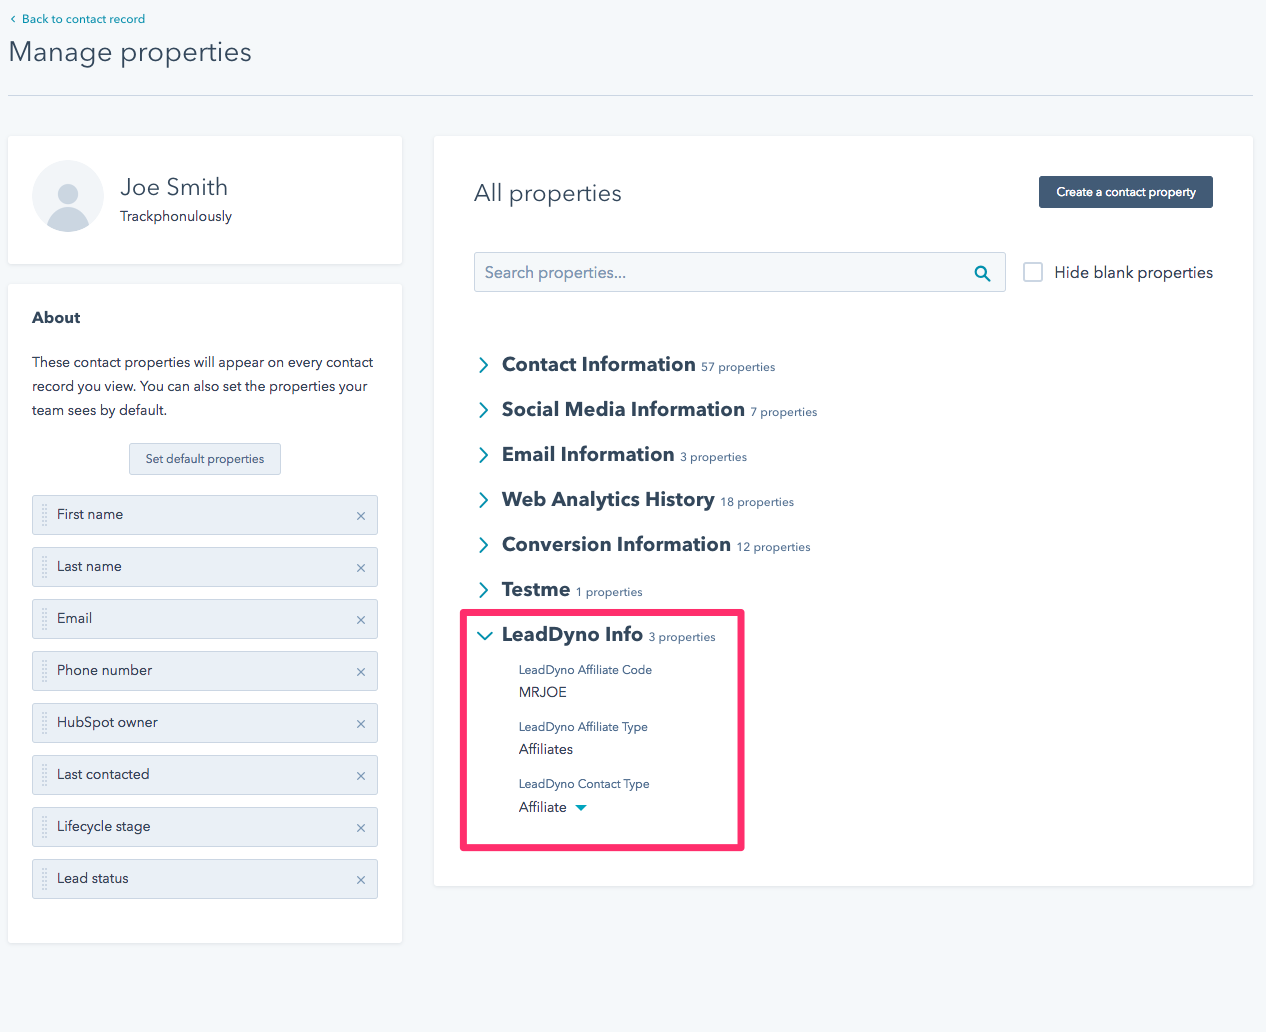 Back to contact record
Manage properties
Joe Smith
Trackphonulously
About
These contact properties will appear on every contact
record you view. You can also set the properties your
team sees by default.
Set default properties
First name
Last name
Email
Phone number
HubSpot owner
Last contacted
Lifecycle stage
Lead status
All properties
Create a contact property
Search properties...
Hide blank properties
Contact Information 57 properties
Social Media Information 7 properties
Email Information 3 properties
Web Analytics History 18 properties
Conversion Information 12 properties
Testme 1 properties
LeadDyno Info 3 properties
LeadDyno Affiliate Code
MRJOE
LeadDyno Affiliate Type
Affiliates
LeadDyno Contact Type
Affiliate